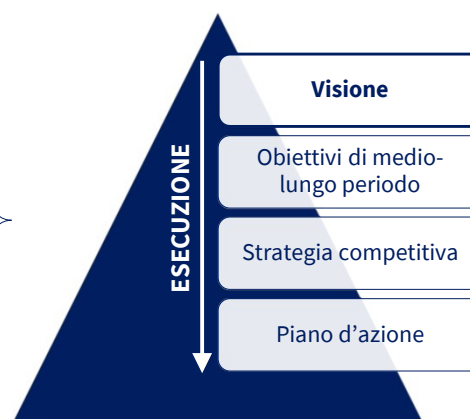 Visione
ESECUZIONE
Obiettivi di medio-
lungo periodo
Strategia competitiva
Piano d’azione